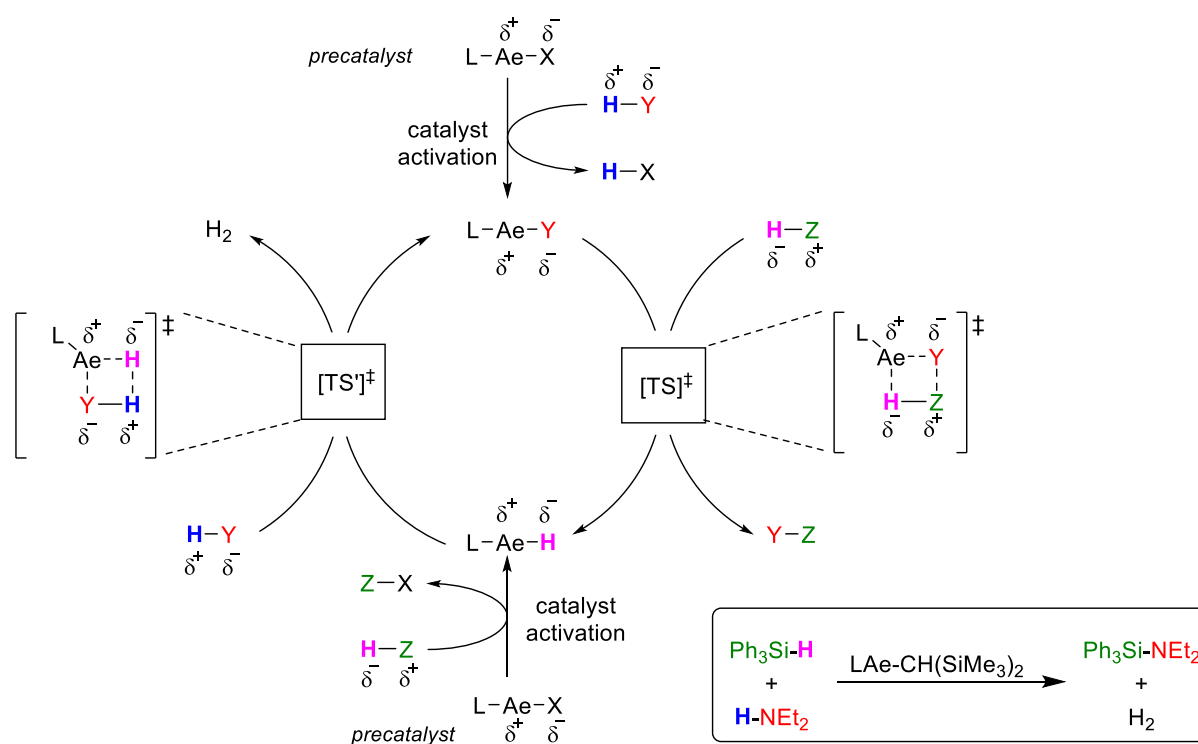 δ⁺ δ⁻
precatalyst L–Ae–X
δ⁺ δ⁻
H–Y
catalyst
activation
H–X
H₂
L–Ae–Y
δ⁺ δ⁻
H–Z
δ⁻ δ⁺
‡
L δ⁺ δ⁻
Ae H
Y–H
δ⁻ δ⁺
[TS']‡
[TS]‡
‡
L δ⁺ δ⁻
Ae Y
H–Z
δ⁻ δ⁺
H–Y
δ⁺ δ⁻
δ⁺ δ⁻
L–Ae–H
Y–Z
Z–X
catalyst
activation
H–Z
δ⁻ δ⁺
L–Ae–X
precatalyst δ⁺ δ⁻
Ph₃Si-H LAe-CH(SiMe₃)₂ Ph₃Si-NEt₂
+ +
H-NEt₂ H₂